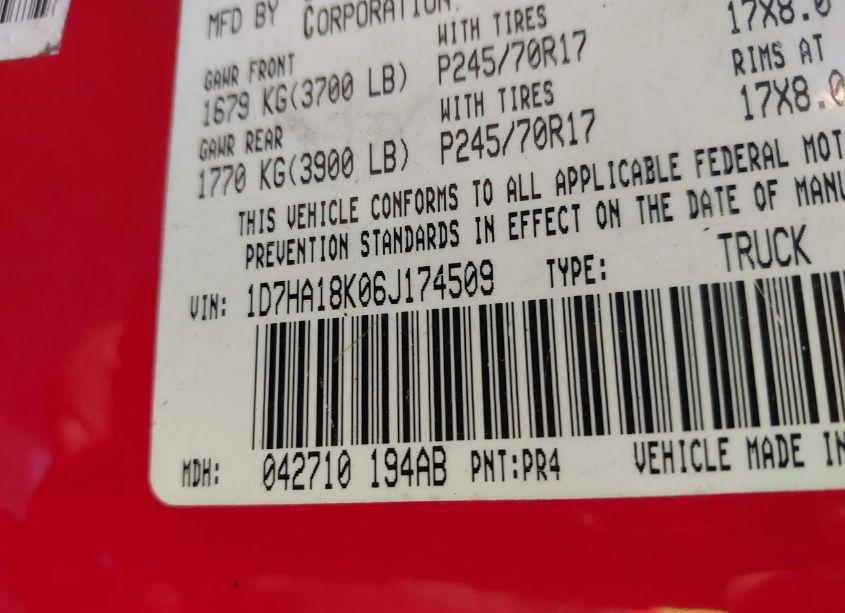 MFD BY CORPORATION.
GAWR FRONT WITH TIRES 17X8.0
1679 KG(3700 LB) P245/70R17 RIMS AT
GAWR REAR WITH TIRES 17X8.0
1770 KG(3900 LB) P245/70R17
THIS VEHICLE CONFORMS TO ALL APPLICABLE FEDERAL MOT
PREVENTION STANDARDS IN EFFECT ON THE DATE OF MANU
VIN: 1D7HA18K06J174509 TYPE: TRUCK
MDH: 042710 194AB PNT:PR4 VEHICLE MADE IN